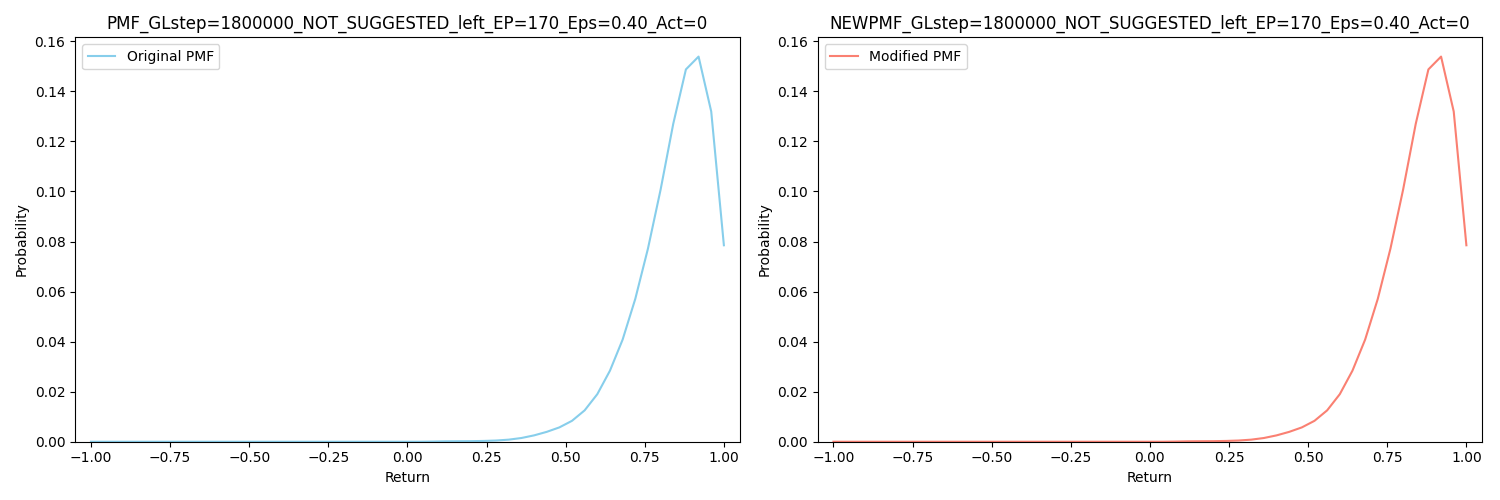 PMF_GLstep=1800000_NOT_SUGGESTED_left_EP=170_Eps=0.40_Act=0
Original PMF
Probability
0.16
0.14
0.12
0.10
0.08
0.06
0.04
0.02
0.00
−1.00 −0.75 −0.50 −0.25 0.00 0.25 0.50 0.75 1.00
Return
NEWPMF_GLstep=1800000_NOT_SUGGESTED_left_EP=170_Eps=0.40_Act=0
Modified PMF
Probability
0.16
0.14
0.12
0.10
0.08
0.06
0.04
0.02
0.00
−1.00 −0.75 −0.50 −0.25 0.00 0.25 0.50 0.75 1.00
Return